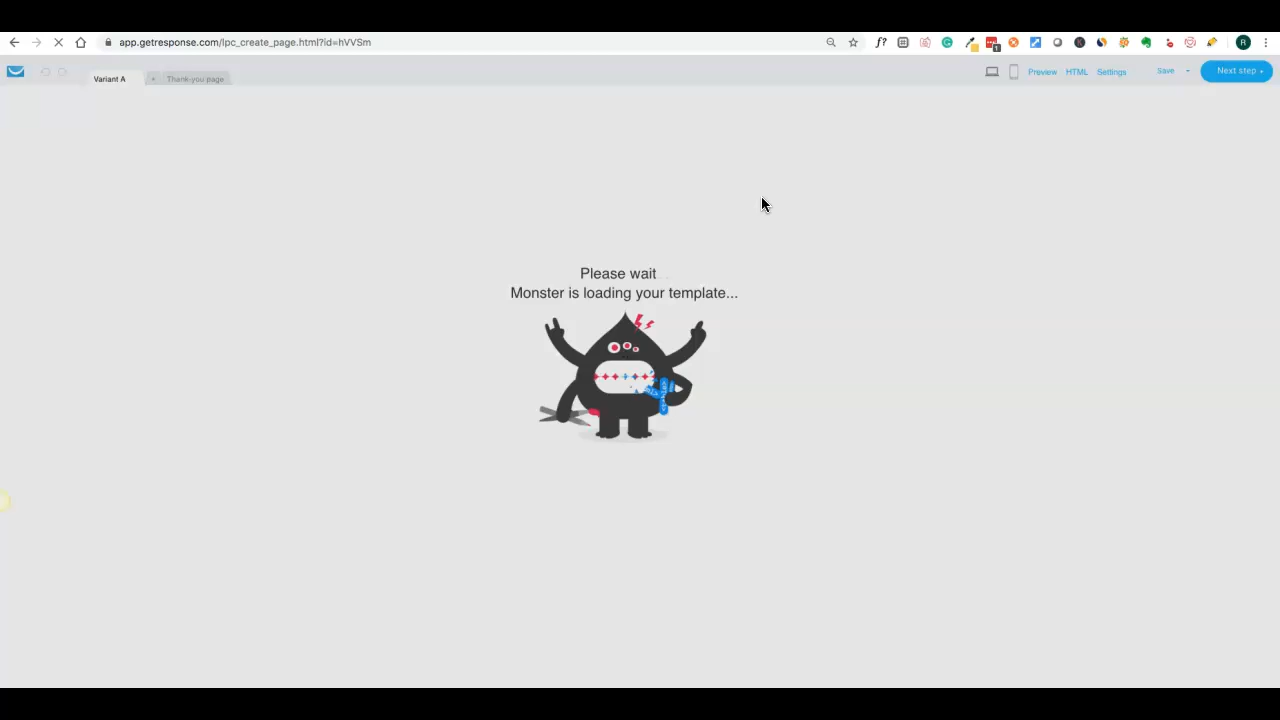 app.getresponse.com/lpc_create_page.html?id=hVVSm
f?
1
R
Variant A
+
Thank-you page
Preview
HTML
Settings
Save
Next step
Please wait
Monster is loading your template...